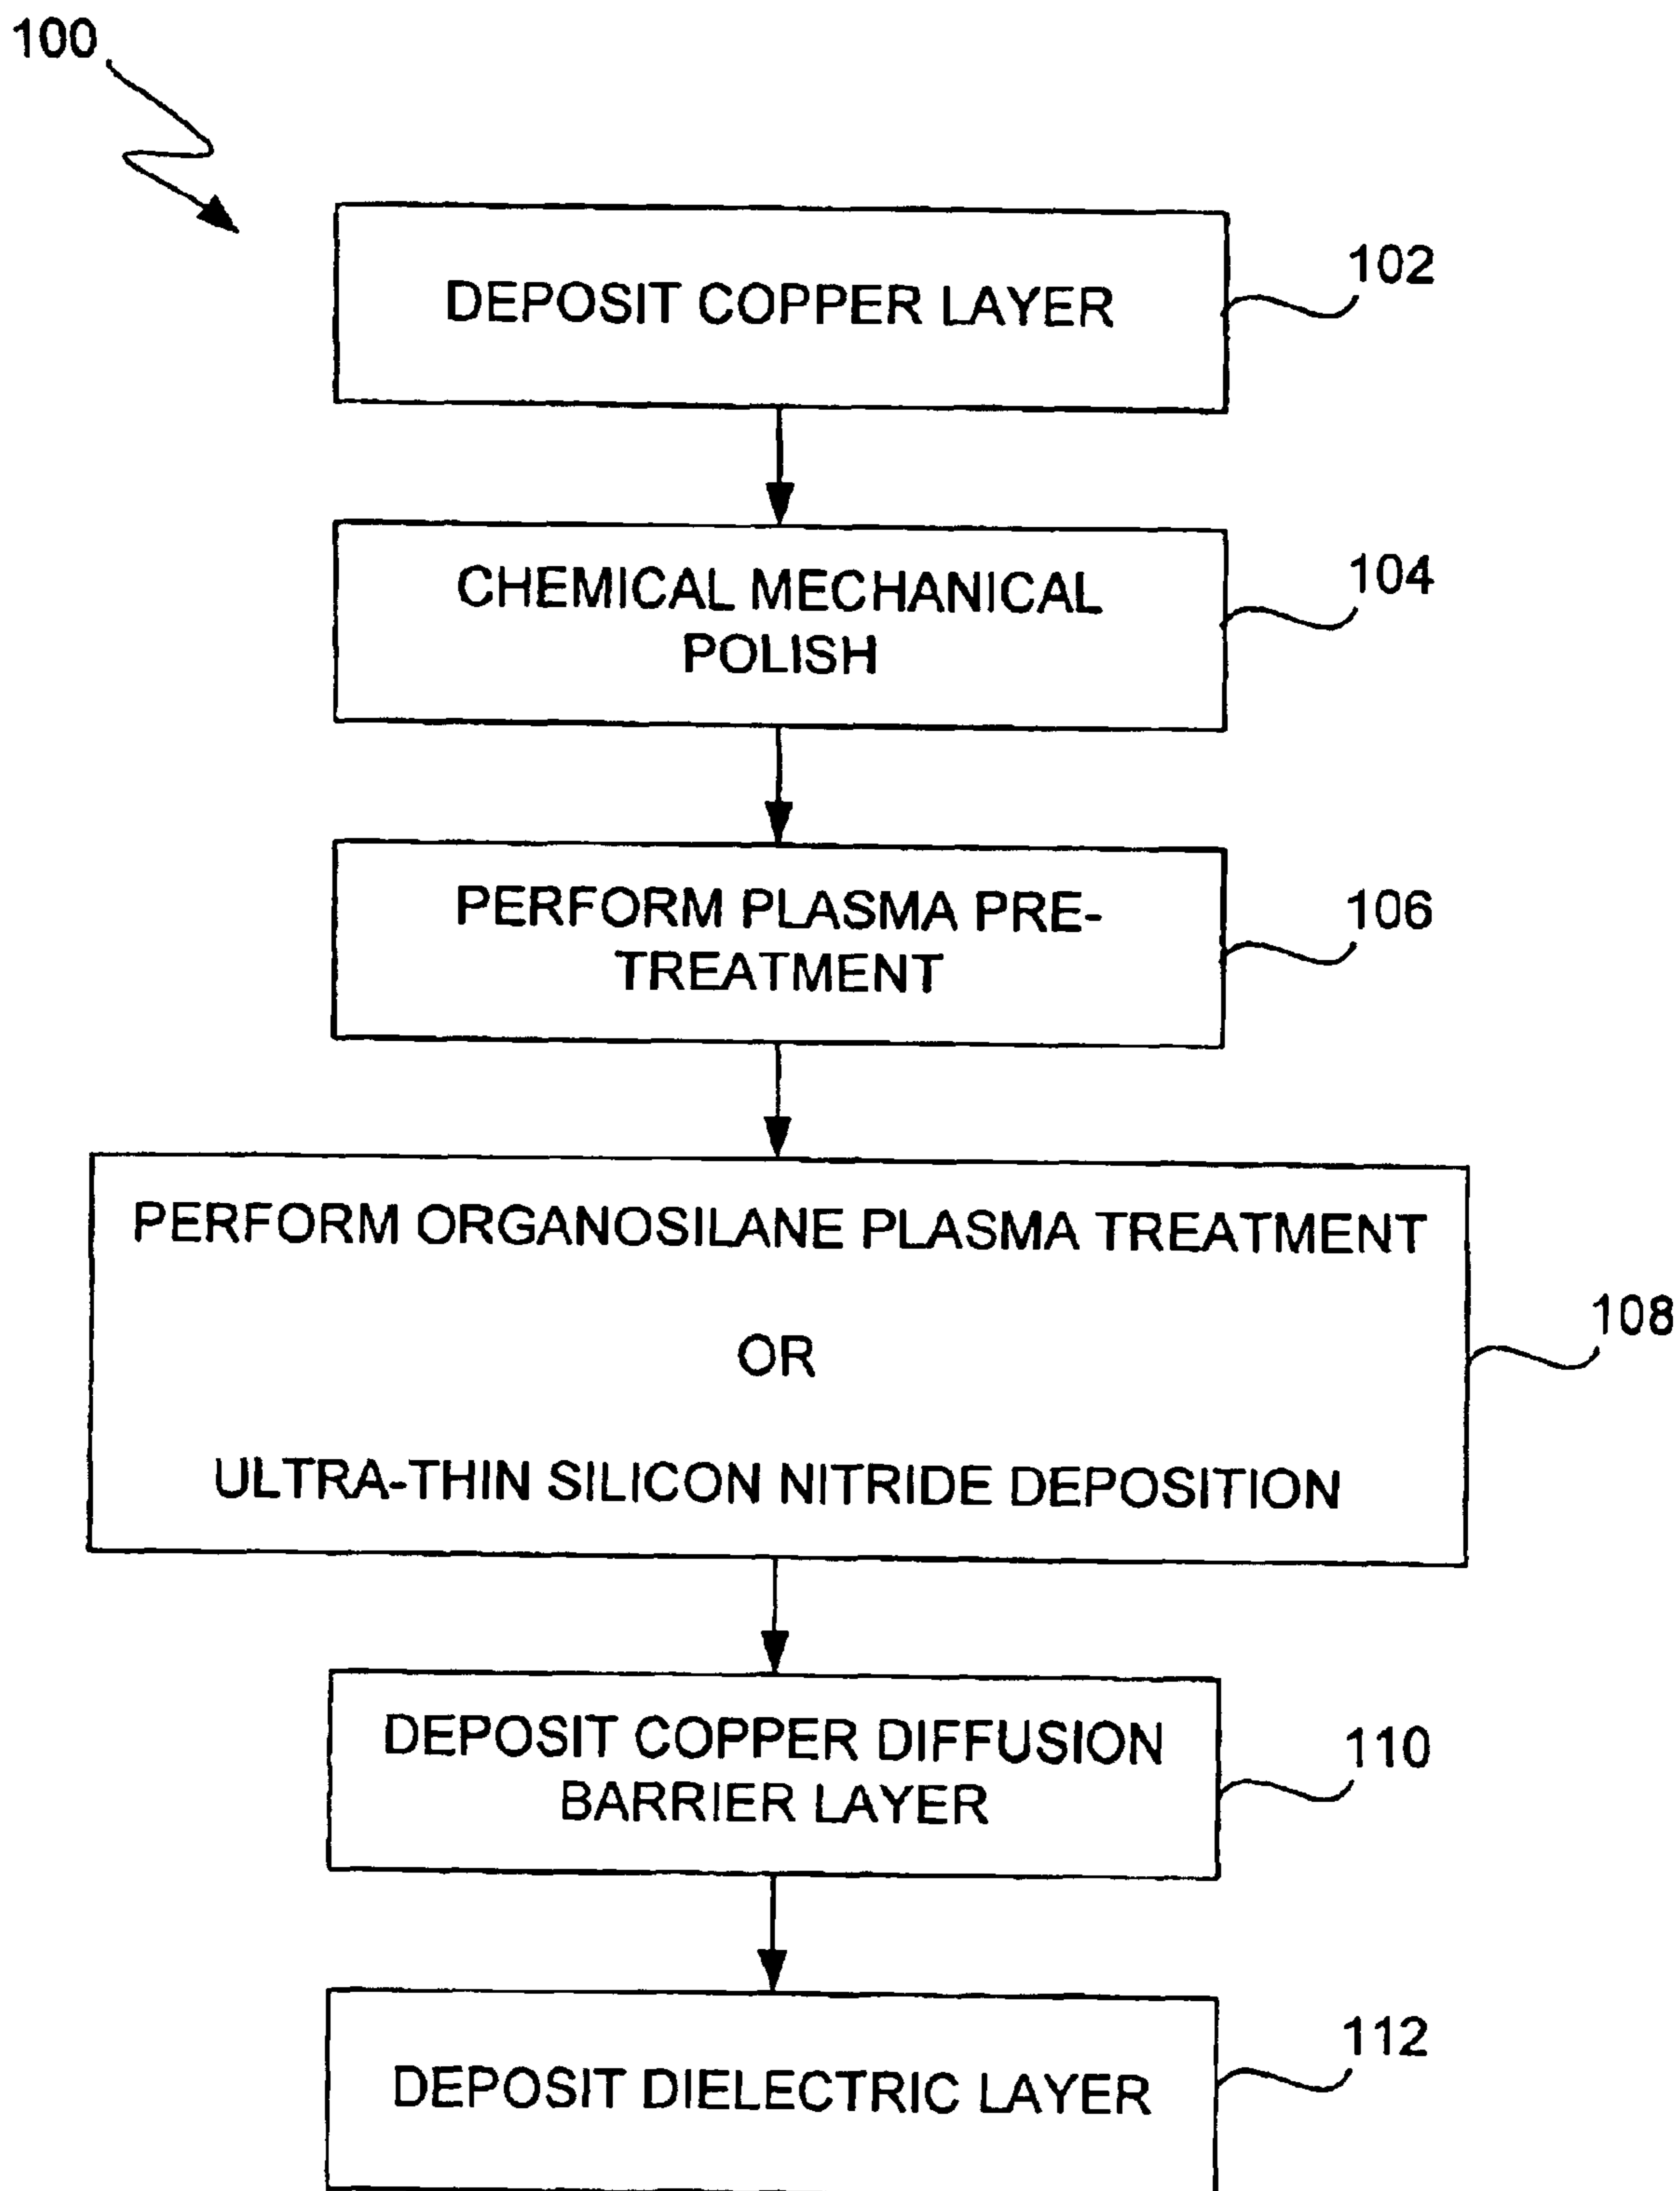 100
DEPOSIT COPPER LAYER
102
CHEMICAL MECHANICAL
POLISH
104
PERFORM PLASMA PRE-
TREATMENT
106
PERFORM ORGANOSILANE PLASMA TREATMENT
OR
ULTRA-THIN SILICON NITRIDE DEPOSITION
108
DEPOSIT COPPER DIFFUSION
BARRIER LAYER
110
DEPOSIT DIELECTRIC LAYER
112